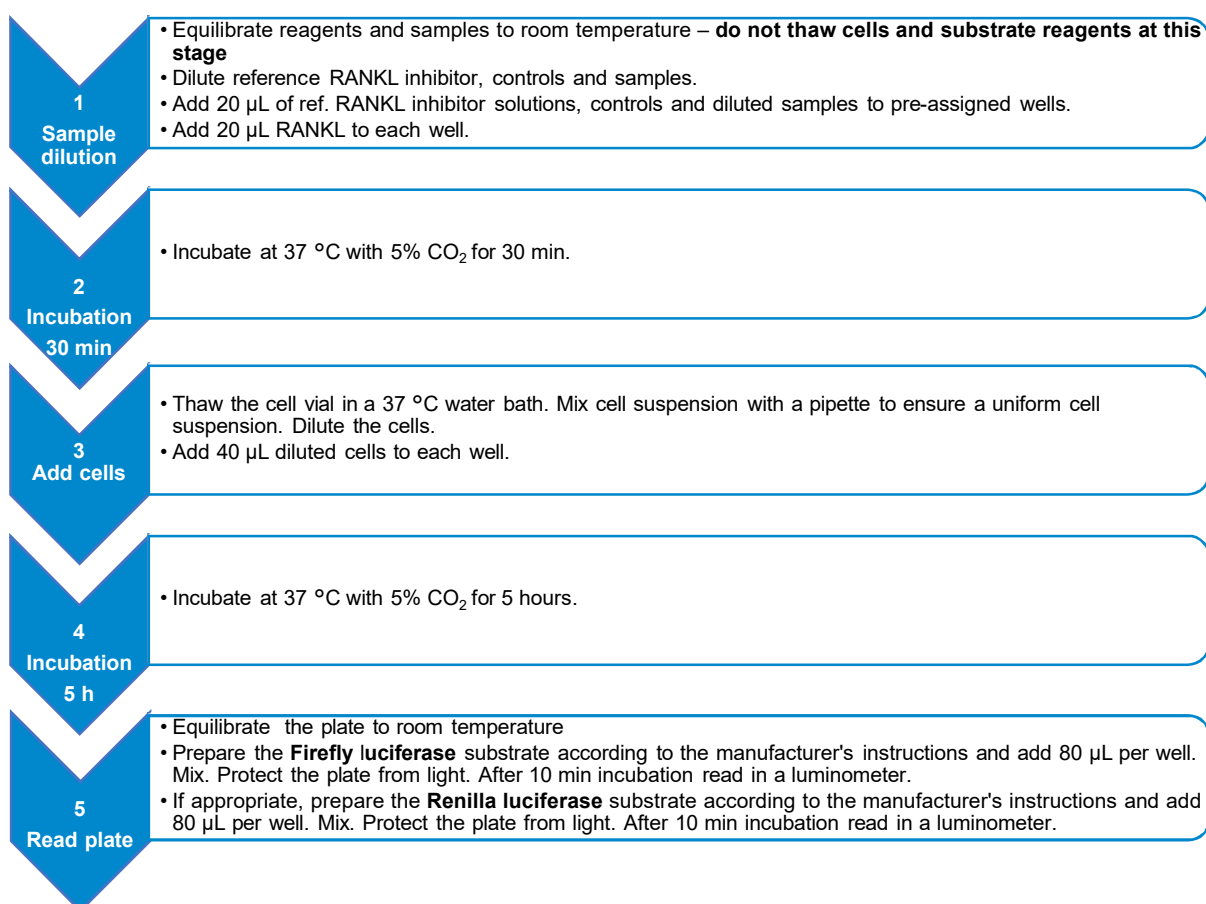 1
Sample
dilution
• Equilibrate reagents and samples to room temperature – do not thaw cells and substrate reagents at this
stage
• Dilute reference RANKL inhibitor, controls and samples.
• Add 20 µL of ref. RANKL inhibitor solutions, controls and diluted samples to pre-assigned wells.
• Add 20 µL RANKL to each well.
2
Incubation
30 min
• Incubate at 37 °C with 5% CO₂ for 30 min.
3
Add cells
• Thaw the cell vial in a 37 °C water bath. Mix cell suspension with a pipette to ensure a uniform cell
suspension. Dilute the cells.
• Add 40 µL diluted cells to each well.
4
Incubation
5 h
• Incubate at 37 °C with 5% CO₂ for 5 hours.
5
Read plate
• Equilibrate the plate to room temperature
• Prepare the Firefly luciferase substrate according to the manufacturer's instructions and add 80 µL per well.
Mix. Protect the plate from light. After 10 min incubation read in a luminometer.
• If appropriate, prepare the Renilla luciferase substrate according to the manufacturer's instructions and add
80 µL per well. Mix. Protect the plate from light. After 10 min incubation read in a luminometer.